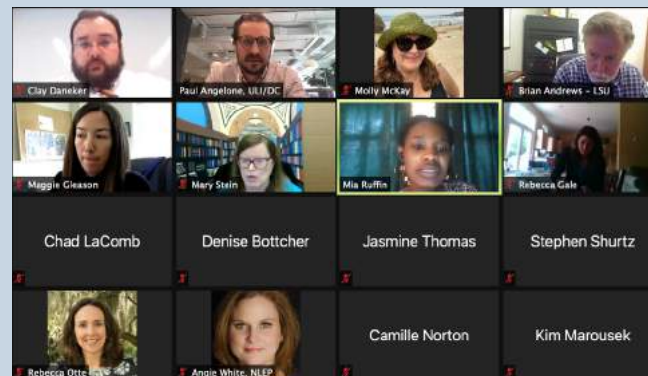 Clay Daneker
Paul Angelone, ULI/DC
Molly McKay
Brian Andrews - LSU
Maggie Gleason
Mary Stein
Mia Ruffin
Rebecca Gale
Chad LaComb
Denise Bottcher
Jasmine Thomas
Stephen Shurtz
Rebecca Otte
Angie White, NLEP
Camille Norton
Kim Marousek